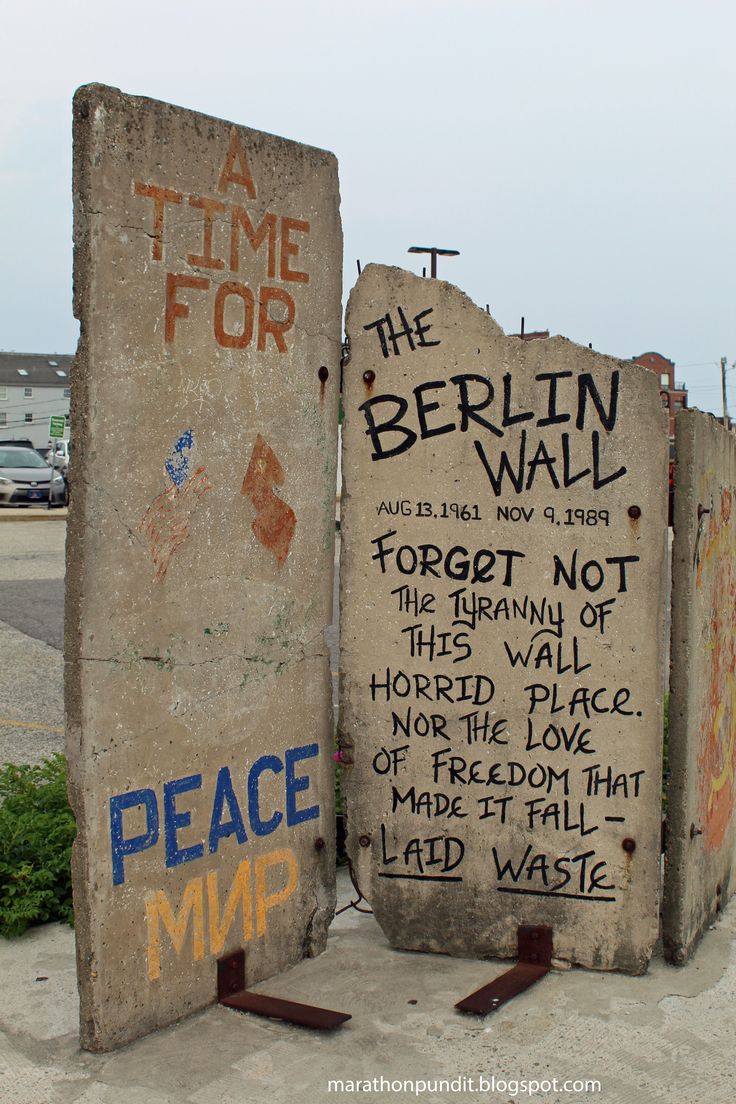 A
TIME
FOR
PEACE
МИР
THE
BERLIN
WALL
AUG 13, 1961 NOV 9, 1989
FORGET NOT
THE TYRANNY OF
THIS WALL
HORRID PLACE.
NOR THE LOVE
OF FREEDOM THAT
MADE IT FALL –
LAID WASTE
marathonpundit.blogspot.com